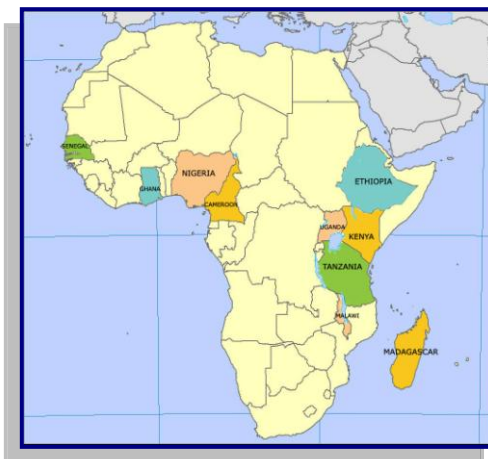 SENEGAL
GHANA
NIGERIA
CAMEROON
ETHIOPIA
UGANDA
KENYA
TANZANIA
MALAWI
MADAGASCAR